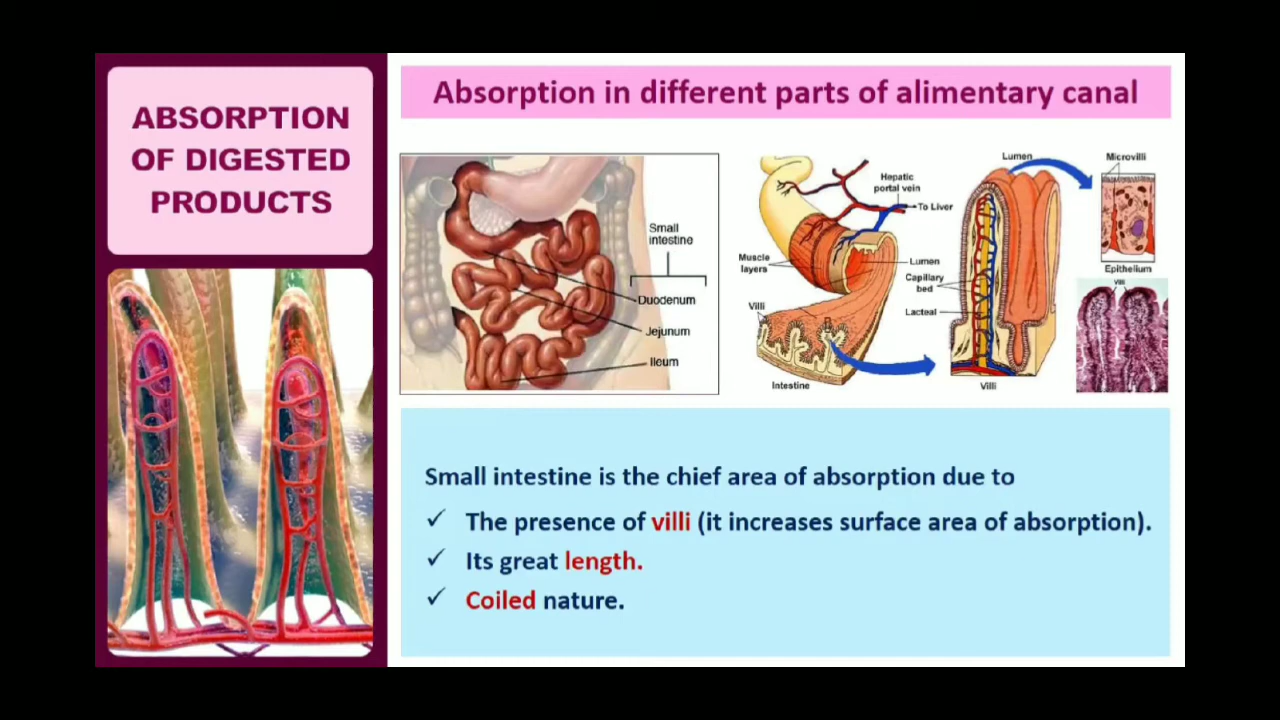 ABSORPTION
OF DIGESTED
PRODUCTS
Absorption in different parts of alimentary canal
Small
intestine
Duodenum
Jejunum
Ileum
Hepatic
portal vein
To Liver
Muscle
layers
Lumen
Villi
Intestine
Lumen
Capillary
bed
Lacteal
Villi
Microvilli
Epithelium
Villi
Small intestine is the chief area of absorption due to
✓ The presence of villi (it increases surface area of absorption).
✓ Its great length.
✓ Coiled nature.